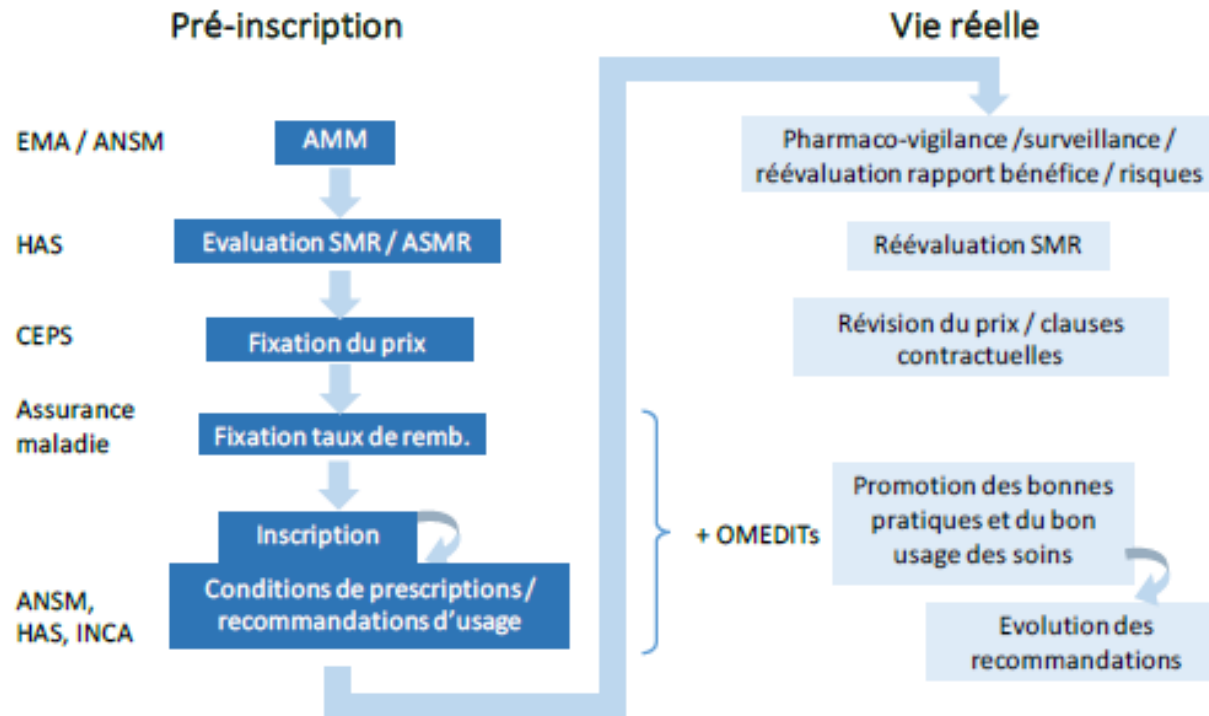 Pré-inscription
EMA / ANSM
AMM
HAS
Evaluation SMR / ASMR
CEPS
Fixation du prix
Assurance
maladie
Fixation taux de remb.
Inscription
ANSM,
HAS, INCA
Conditions de prescriptions /
recommandations d'usage
Vie réelle
Pharmaco-vigilance /surveillance /
réévaluation rapport bénéfice / risques
Réévaluation SMR
Révision du prix / clauses
contractuelles
+ OMEDITs
Promotion des bonnes
pratiques et du bon
usage des soins
Evolution des
recommandations